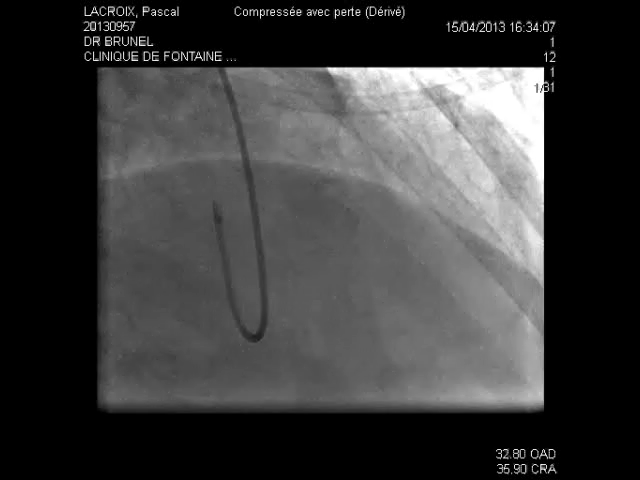 LACROIX, Pascal
Compressée avec perte (Dérivé)
20130957
15/04/2013 16:34:07
DR BRUNEL
1
CLINIQUE DE FONTAINE ...
12
1
1/31
32.80 OAD
35.90 CRA